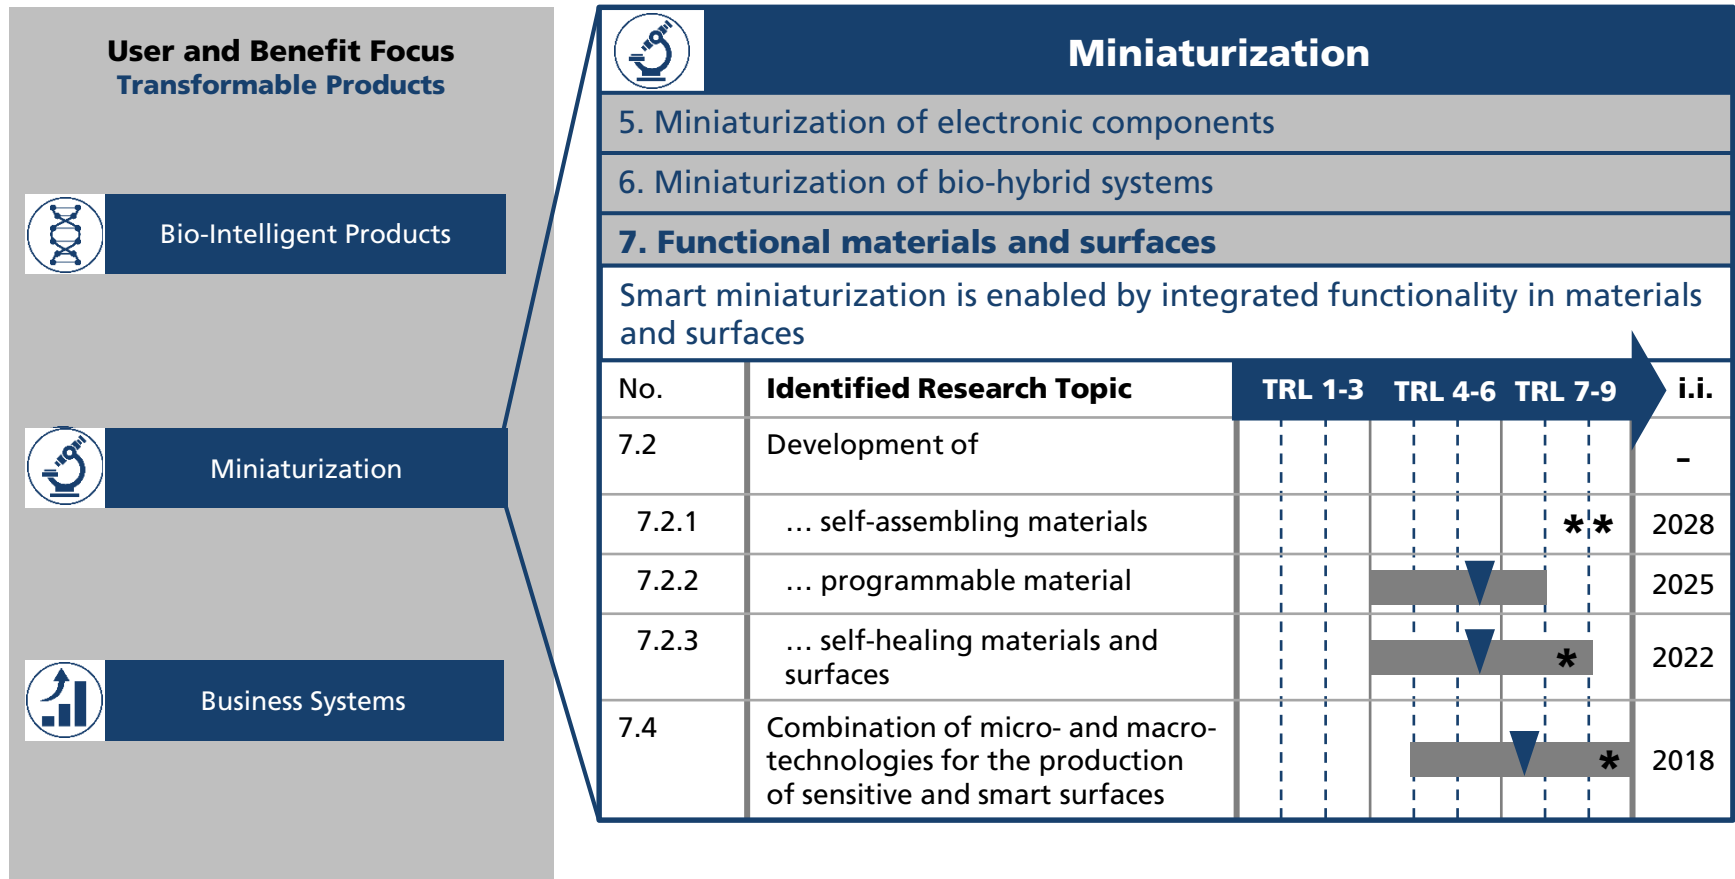 User and Benefit Focus
Transformable Products
Bio-Intelligent Products
Miniaturization
Business Systems
Miniaturization
5. Miniaturization of electronic components
6. Miniaturization of bio-hybrid systems
7. Functional materials and surfaces
Smart miniaturization is enabled by integrated functionality in materials
and surfaces
No. Identified Research Topic TRL 1-3 TRL 4-6 TRL 7-9 i.i.
7.2 Development of –
7.2.1 … self-assembling materials ** 2028
7.2.2 … programmable material 2025
7.2.3 … self-healing materials and
surfaces * 2022
7.4 Combination of micro- and macro-
technologies for the production * 2018
of sensitive and smart surfaces